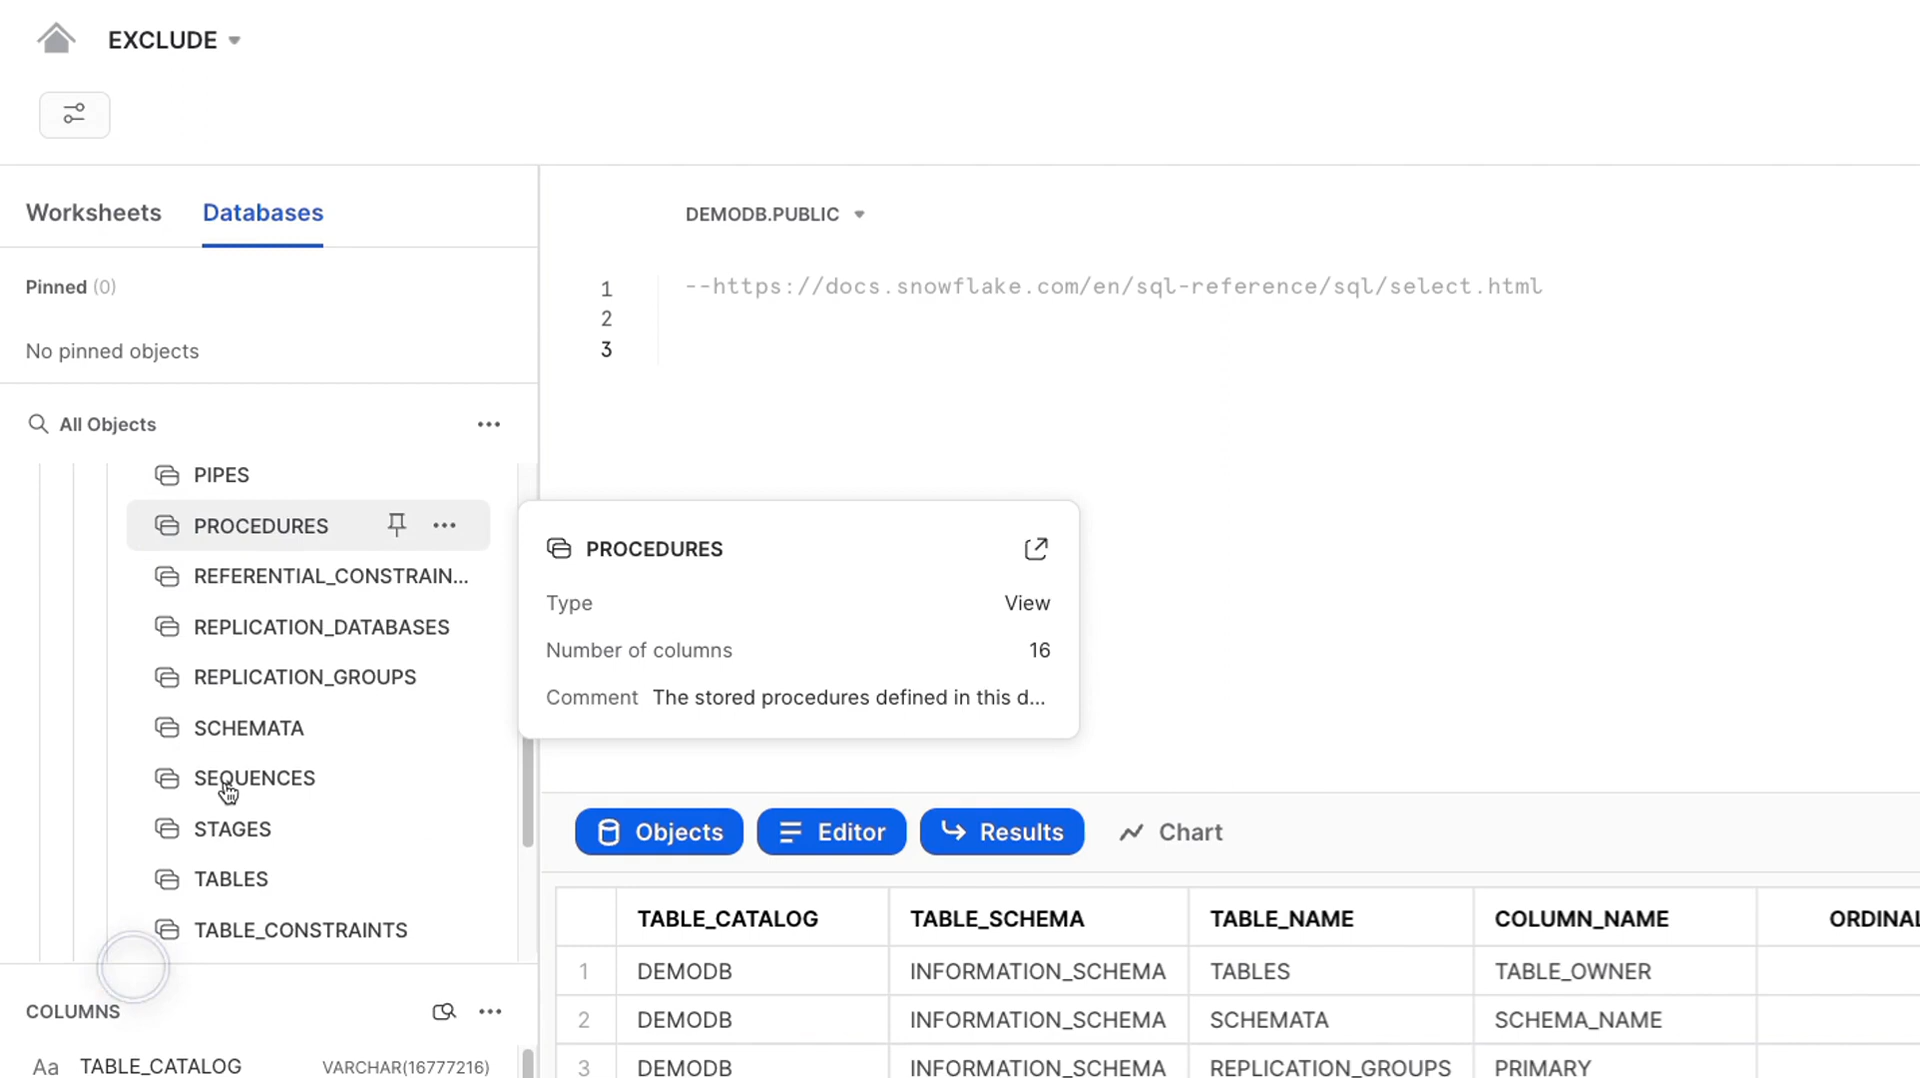 EXCLUDE
Worksheets Databases
Pinned (0)
No pinned objects
All Objects
PIPES
PROCEDURES
REFERENTIAL_CONSTRAIN...
REPLICATION_DATABASES
REPLICATION_GROUPS
SCHEMATA
SEQUENCES
STAGES
TABLES
TABLE_CONSTRAINTS
COLUMNS
Aa TABLE_CATALOG VARCHAR(16777216)
DEMODB.PUBLIC
1 --https://docs.snowflake.com/en/sql-reference/sql/select.html
2
3
PROCEDURES
Type View
Number of columns 16
Comment The stored procedures defined in this d...
Objects Editor Results Chart
TABLE_CATALOG TABLE_SCHEMA TABLE_NAME COLUMN_NAME ORDINAL
1 DEMODB INFORMATION_SCHEMA TABLES TABLE_OWNER
2 DEMODB INFORMATION_SCHEMA SCHEMATA SCHEMA_NAME
3 DEMODB INFORMATION_SCHEMA REPLICATION_GROUPS PRIMARY